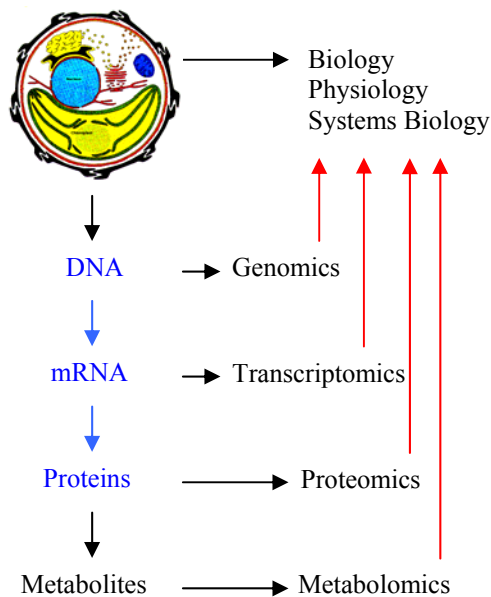 Biology
Physiology
Systems Biology
DNA
Genomics
mRNA
Transcriptomics
Proteins
Proteomics
Metabolites
Metabolomics